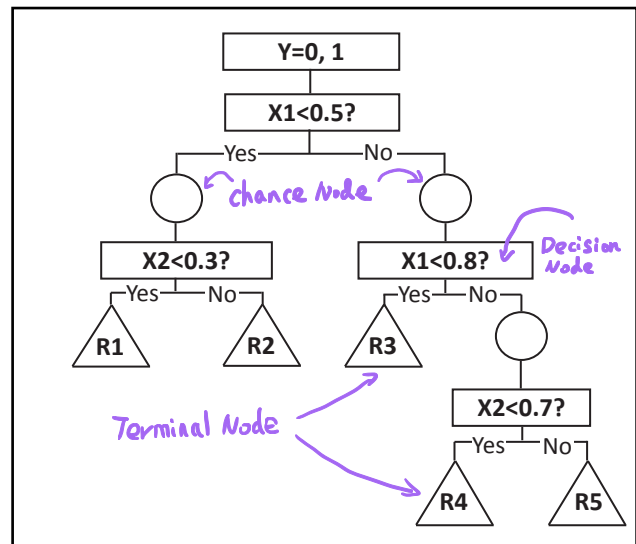 Y=0, 1
X1<0.5?
Yes No
chance Node
X2<0.3?
X1<0.8?
Decision
Node
Yes No
Yes No
R1
R2
R3
X2<0.7?
Terminal Node
Yes No
R4
R5